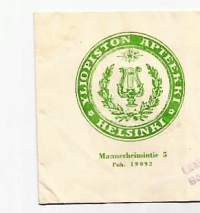 YLIOPISTON APTEEKKI
HELSINKI
Mannerheimintie 5
Puh. 19092